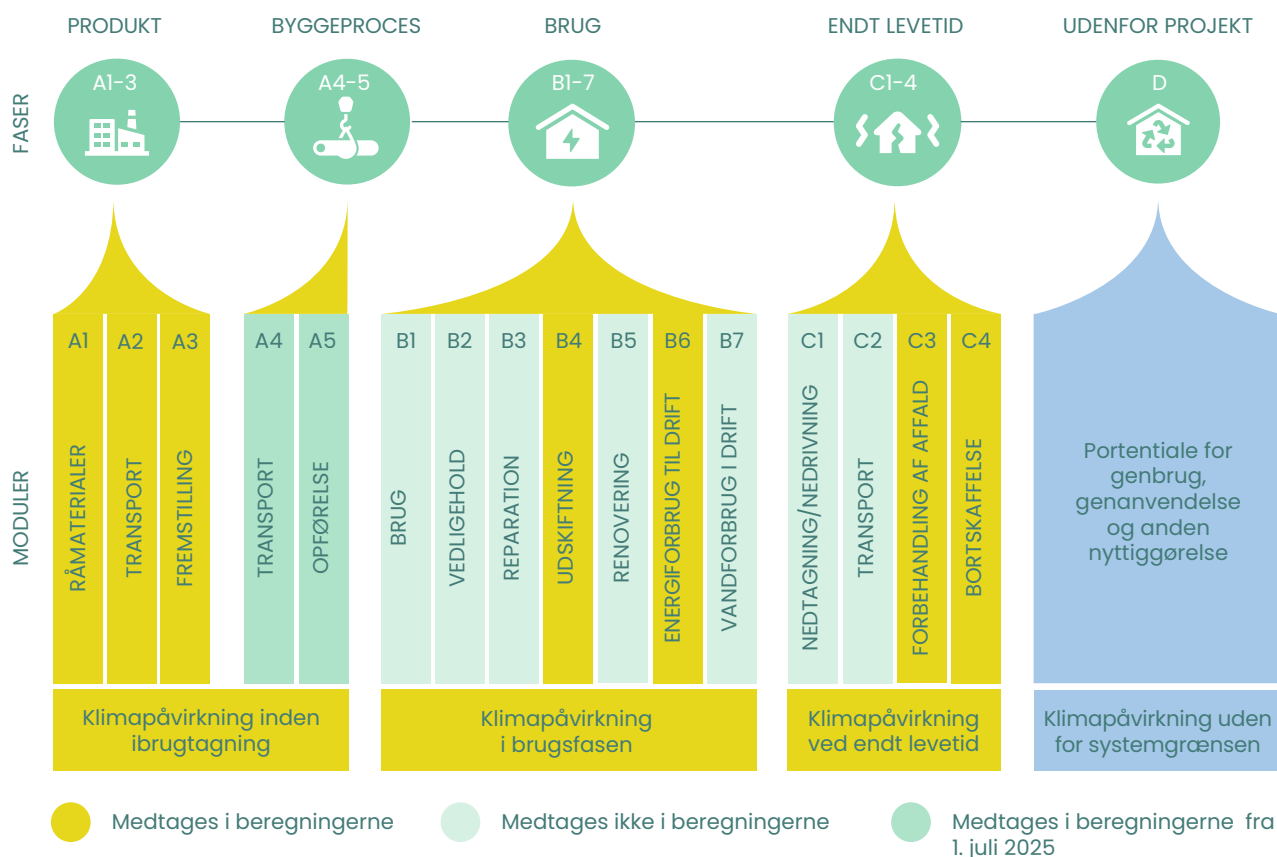 PRODUKT
BYGGEPROCES
BRUG
ENDT LEVETID
UDENFOR PROJEKT
FASER
A1-3
A4-5
B1-7
C1-4
D
MODULER
A1
RÅMATERIALER
A2
TRANSPORT
A3
FREMSTILLING
A4
TRANSPORT
A5
OPFØRELSE
B1
BRUG
B2
VEDLIGEHOLD
B3
REPARATION
B4
UDSKIFTNING
B5
RENOVERING
B6
ENERGIFORBRUG TIL DRIFT
B7
VANDFORBRUG I DRIFT
C1
NEDTAGNING/NEDRIVNING
C2
TRANSPORT
C3
FORBEHANDLING AF AFFALD
C4
BORTSKAFFELSE
Portentiale for
genbrug,
genanvendelse
og anden
nyttiggørelse
Klimapåvirkning inden
ibrugtagning
Klimapåvirkning
i brugsfasen
Klimapåvirkning
ved endt levetid
Klimapåvirkning uden
for systemgrænsen
Medtages i beregningerne
Medtages ikke i beregningerne
Medtages i beregningerne fra
1. juli 2025